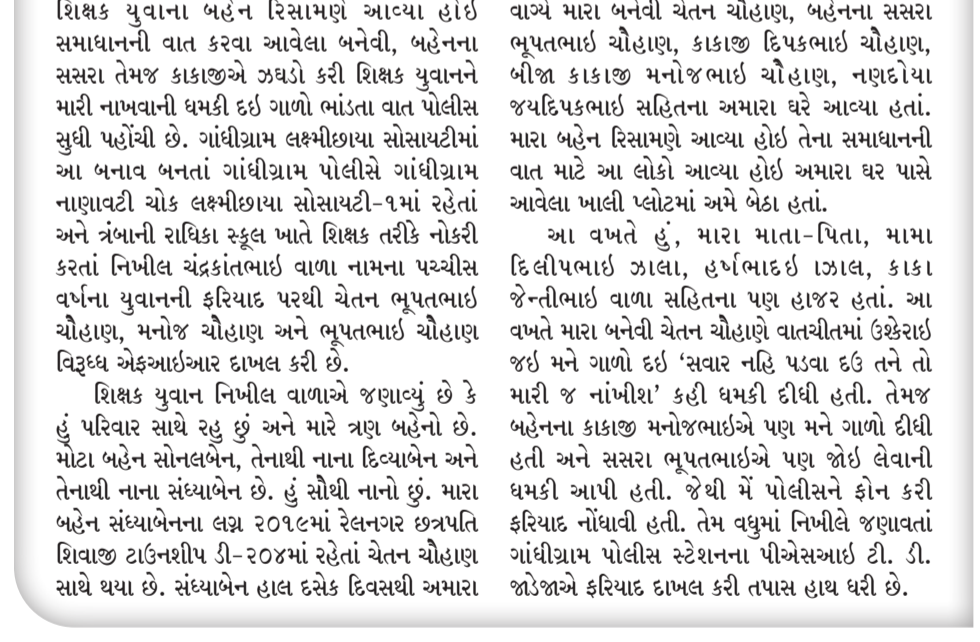 શિક્ષક યુવાના બહેન રિસામણે આવ્યા હોઇ
સમાધાનની વાત કરવા આવેલા બનેવી, બહેનના
સસરા તેમજ કાકાજીએ ઝઘડો કરી શિક્ષક યુવાનને
મારી નાખવાની ધમકી દઇ ગાળો ભાંડતા વાત પોલીસ
સુધી પહોંચી છે. ગાંધીગ્રામ લક્ષ્મીછાયા સોસાયટીમાં
આ બનાવ બનતાં ગાંધીગ્રામ પોલીસે ગાંધીગ્રામ
નાણાવટી ચોક લક્ષ્મીછાયા સોસાયટી-૧માં રહેતાં
અને ત્રંબાની રાધિકા સ્કૂલ ખાતે શિક્ષક તરીકે નોકરી
કરતાં નિખીલ ચંદ્રકાંતભાઇ વાળા નામના પચ્ચીસ
વર્ષના યુવાનની ફરિયાદ પરથી ચેતન ભૂપતભાઇ
ચૌહાણ, મનોજ ચૌહાણ અને ભૂપતભાઇ ચૌહાણ
વિરૂધ્ધ એફઆઇઆર દાખલ કરી છે.
શિક્ષક યુવાન નિખીલ વાળાએ જણાવ્યું છે કે
હું પરિવાર સાથે રહુ છું અને મારે ત્રણ બહેનો છે.
મોટા બહેન સોનલબેન, તેનાથી નાના દિવ્યાબેન અને
તેનાથી નાના સંધ્યાબેન છે. હું સૌથી નાનો છું. મારા
બહેન સંધ્યાબેનના લગ્ન ૨૦૧૯માં રેલનગર છત્રપતિ
શિવાજી ટાઉનશીપ ડી-૨૦૪માં રહેતાં ચેતન ચૌહાણ
સાથે થયા છે. સંધ્યાબેન હાલ દસેક દિવસથી અમારા
વાગ્યે મારા બનેવી ચેતન ચૌહાણ, બહેનના સસરા
ભૂપતભાઇ ચૌહાણ, કાકાજી દિપકભાઇ ચૌહાણ,
બીજા કાકાજી મનોજભાઇ ચૌહાણ, નણદોયા
જયદિપકભાઇ સહિતના અમારા ઘરે આવ્યા હતાં.
મારા બહેન રિસામણે આવ્યા હોઇ તેના સમાધાનની
વાત માટે આ લોકો આવ્યા હોઇ અમારા ઘર પાસે
આવેલા ખાલી પ્લોટમાં અમે બેઠા હતાં.
આ વખતે હું, મારા માતા-પિતા, મામા
દિલીપભાઇ ઝાલા, હર્ષભાદઇ ાઝાલ, કાકા
જેન્તીભાઇ વાળા સહિતના પણ હાજર હતાં. આ
વખતે મારા બનેવી ચેતન ચૌહાણે વાતચીતમાં ઉશ્કેરાઇ
જઇ મને ગાળો દઇ ‘સવાર નહિ પડવા દઉ તને તો
મારી જ નાંખીશ’ કહી ધમકી દીધી હતી. તેમજ
બહેનના કાકાજી મનોજભાઇએ પણ મને ગાળો દીધી
હતી અને સસરા ભૂપતભાઇએ પણ જોઇ લેવાની
ધમકી આપી હતી. જેથી મેં પોલીસને ફોન કરી
ફરિયાદ નોંધાવી હતી. તેમ વધુમાં નિખીલે જણાવતાં
ગાંધીગ્રામ પોલીસ સ્ટેશનના પીએસઆઇ ટી. ડી.
જાડેજાએ ફરિયાદ દાખલ કરી તપાસ હાથ ધરી છે.